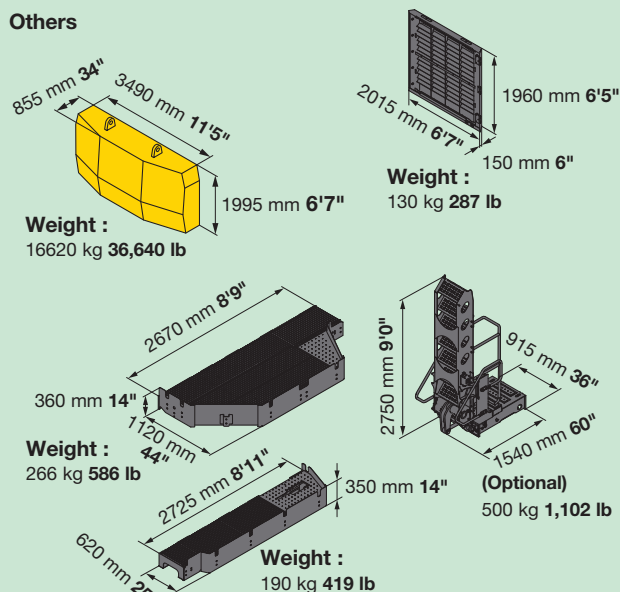 Others
855 mm 34"
3490 mm 11'5"
1995 mm 6'7"
Weight :
16620 kg 36,640 lb
2015 mm 6'7"
1960 mm 6'5"
150 mm 6"
Weight :
130 kg 287 lb
2670 mm 8'9"
360 mm 14"
1120 mm
44"
Weight :
266 kg 586 lb
2750 mm 9'0"
915 mm 36"
1540 mm 60"
(Optional)
500 kg 1,102 lb
2725 mm 8'11"
350 mm 14"
620 mm
Weight :
190 kg 419 lb